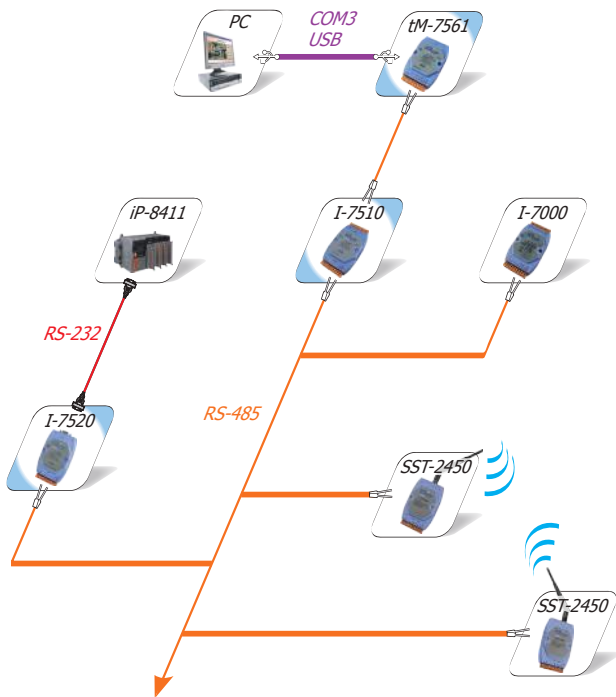 PC
COM3
USB
tM-7561
iP-8411
I-7510
I-7000
RS-232
RS-485
I-7520
SST-2450
SST-2450